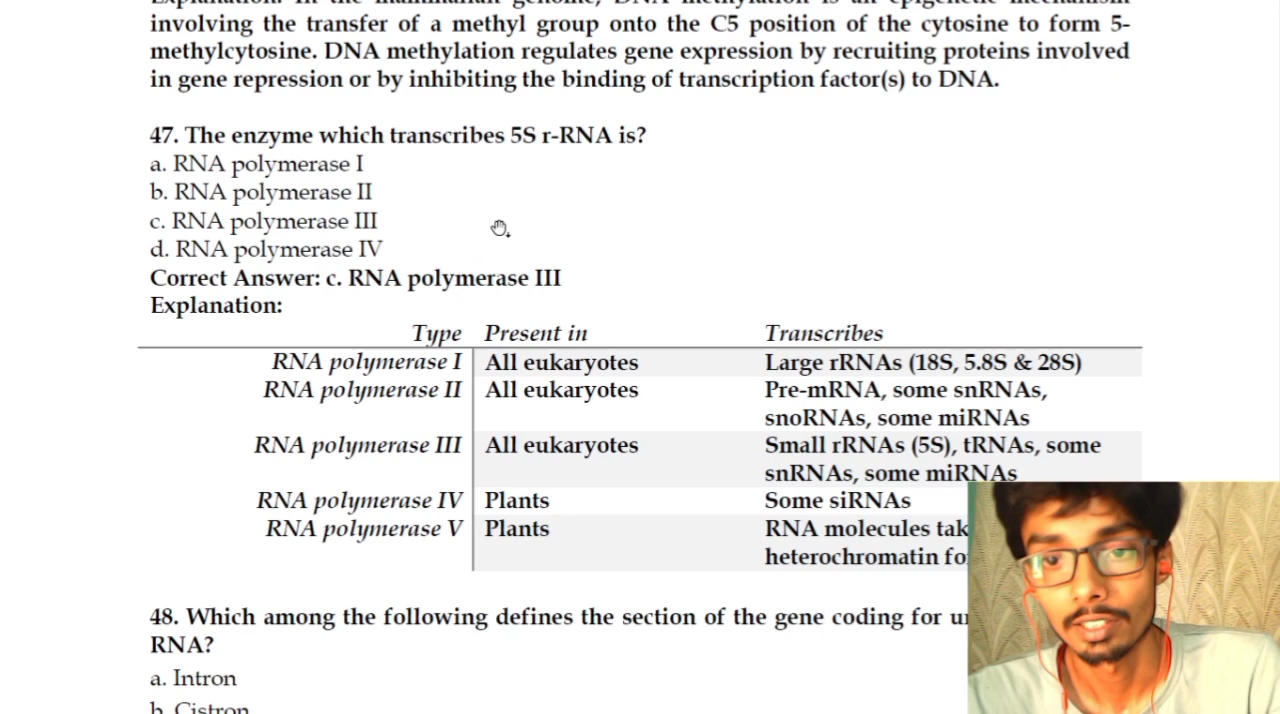 involving the transfer of a methyl group onto the C5 position of the cytosine to form 5-
methylcytosine. DNA methylation regulates gene expression by recruiting proteins involved
in gene repression or by inhibiting the binding of transcription factor(s) to DNA.
47. The enzyme which transcribes 5S r-RNA is?
a. RNA polymerase I
b. RNA polymerase II
c. RNA polymerase III
d. RNA polymerase IV
Correct Answer: c. RNA polymerase III
Explanation:
Type Present in Transcribes
RNA polymerase I All eukaryotes Large rRNAs (18S, 5.8S & 28S)
RNA polymerase II All eukaryotes Pre-mRNA, some snRNAs,
snoRNAs, some miRNAs
RNA polymerase III All eukaryotes Small rRNAs (5S), tRNAs, some
snRNAs, some miRNAs
RNA polymerase IV Plants Some siRNAs
RNA polymerase V Plants RNA molecules
heterochromatin
48. Which among the following defines the section of the gene coding for
RNA?
a. Intron
b. Cistron